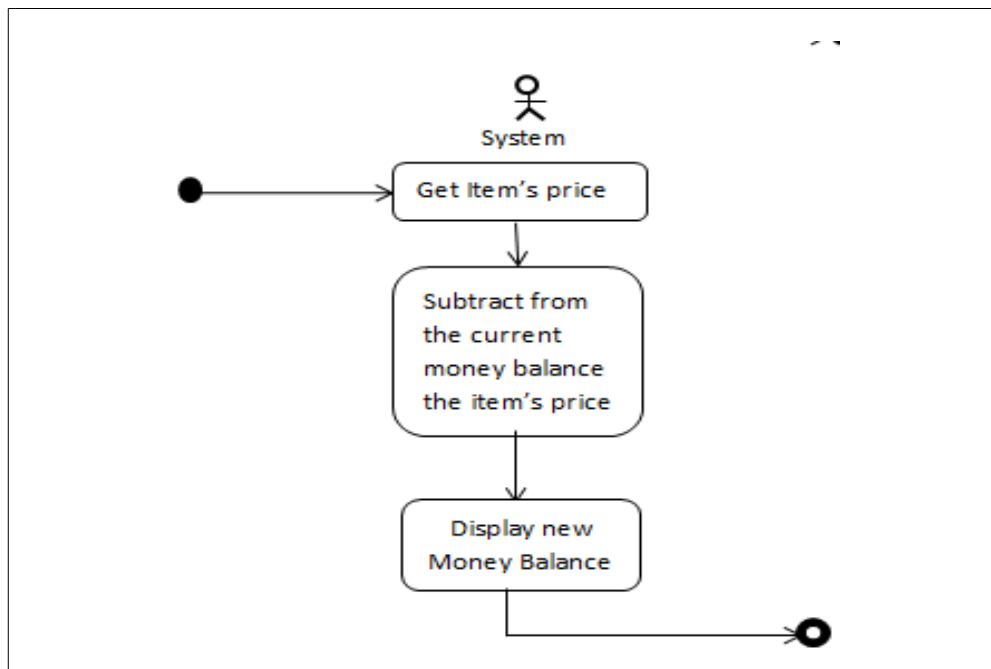 System
Get Item’s price
Subtract from
the current
money balance
the item’s price
Display new
Money Balance